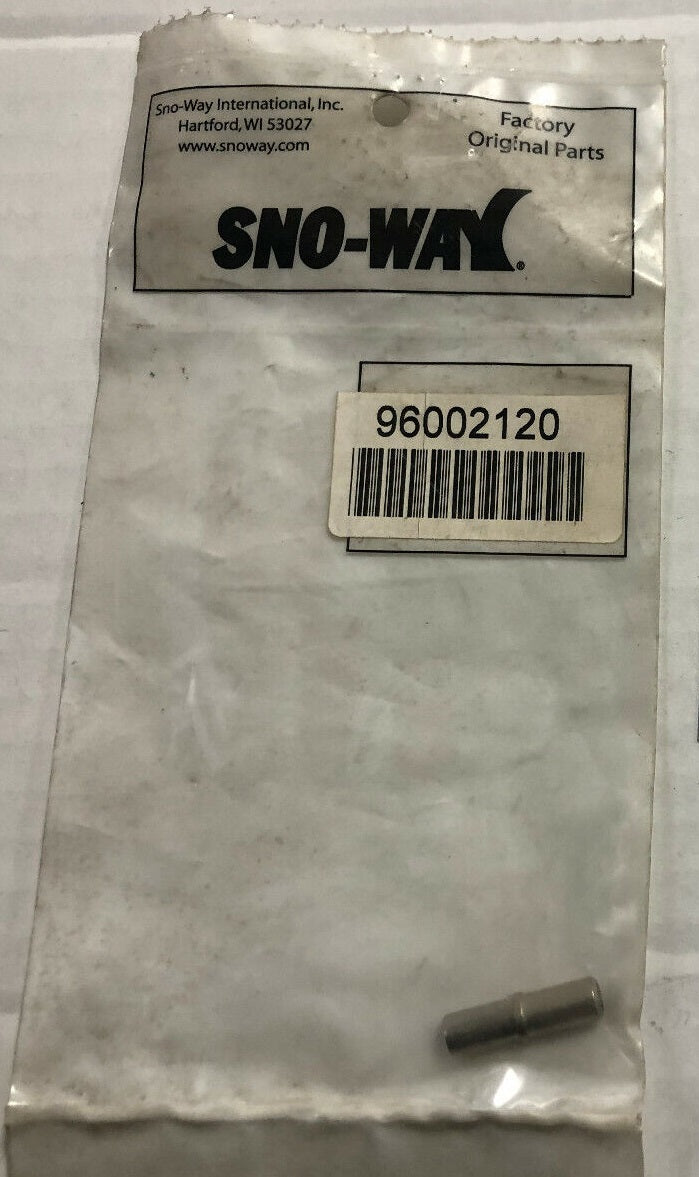 Sno-Way International, Inc.
Hartford, WI 53027
www.snoway.com
Factory
Original Parts
SNO-WAY®
96002120